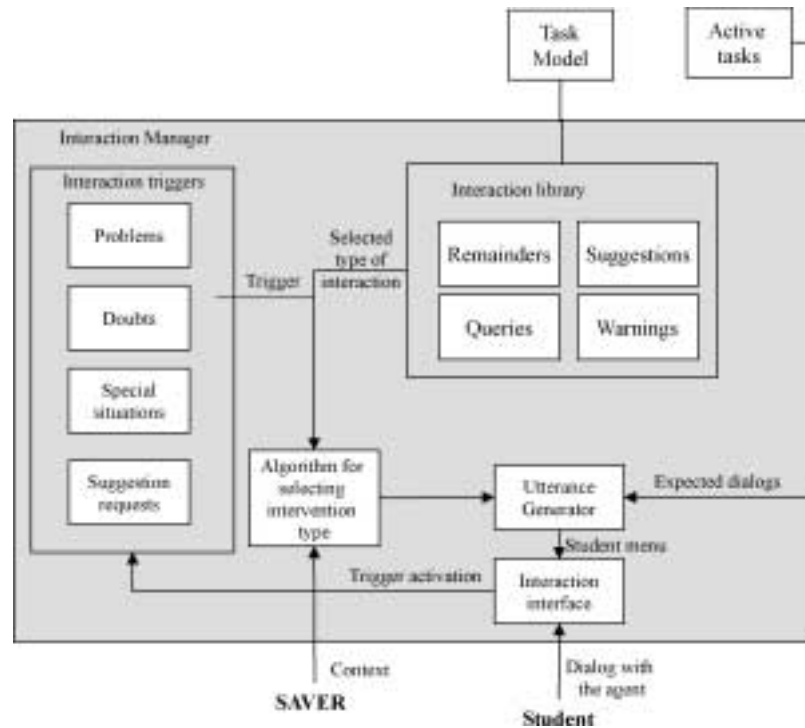 Task
Model
Active
tasks
Interaction Manager
Interaction triggers
Problems
Doubts
Special
situations
Suggestion
requests
Trigger
Selected
type of
interaction
Interaction library
Remainders
Suggestions
Queries
Warnings
Algorithm for
selecting
intervention
type
Utterance
Generator
Expected dialogs
Student menu
Trigger activation
Interaction
interface
Context
SAVER
Dialog with
the agent
Student